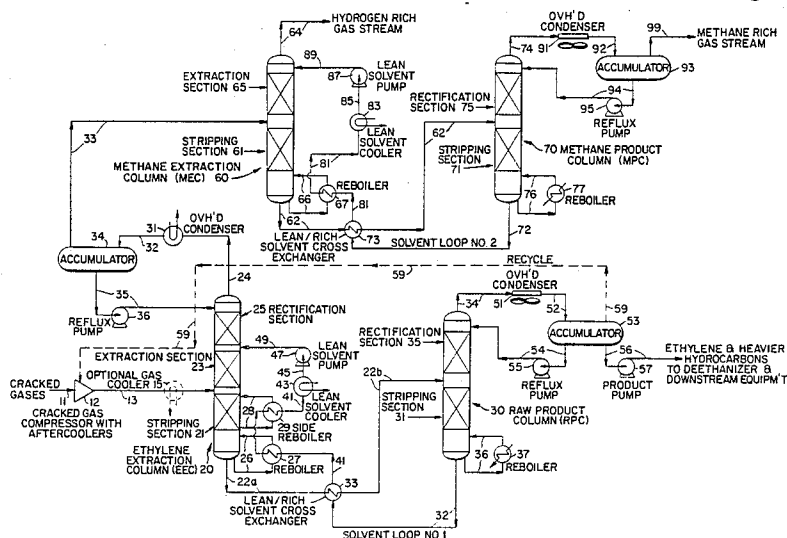 HYDROGEN RICH
GAS STREAM
64
89
LEAN
SOLVENT
PUMP
87
EXTRACTION
SECTION 65
85
83
LEAN
SOLVENT
COOLER
33
STRIPPING
SECTION 61
METHANE EXTRACTION
COLUMN (MEC) 60
81
66
REBOILER
67
81
62
62
LEAN/RICH
SOLVENT CROSS
EXCHANGER
73
SOLVENT LOOP NO. 2
72
OVH'D
CONDENSER
74
91
92
99
METHANE RICH
GAS STREAM
ACCUMULATOR
93
94
95
REFLUX
PUMP
RECTIFICATION
SECTION 75
STRIPPING
SECTION
71
70 METHANE PRODUCT
COLUMN (MPC)
76
77
REBOILER
31
OVH'D
CONDENSER
34
32
ACCUMULATOR
24
35
REFLUX
PUMP
36
59
RECYCLE
59
59
25 RECTIFICATION
SECTION
49
LEAN
SOLVENT
PUMP
47
EXTRACTION SECTION
23
OPTIONAL GAS
COOLER 15
45
43
41
LEAN
SOLVENT
COOLER
CRACKED
GASES
11
12
13
CRACKED GAS
COMPRESSOR WITH
AFTERCOOLERS
STRIPPING
SECTION 21
28
29 SIDE
REBOILER
ETHYLENE
EXTRACTION
COLUMN (EEC) 20
26
27
REBOILER
41
22a
33
LEAN/RICH
SOLVENT CROSS
EXCHANGER
22b
SOLVENT LOOP NO. 1
32
OVH'D
CONDENSER
34
51
52
53
ACCUMULATOR
RECTIFICATION
SECTION 35
54
55
REFLUX
PUMP
56
57
PRODUCT
PUMP
ETHYLENE & HEAVIER
HYDROCARBONS
TO DEETHANIZER &
DOWNSTREAM EQUIPM'T
STRIPPING
SECTION
31
30 RAW PRODUCT
COLUMN (RPC)
36
37
REBOILER